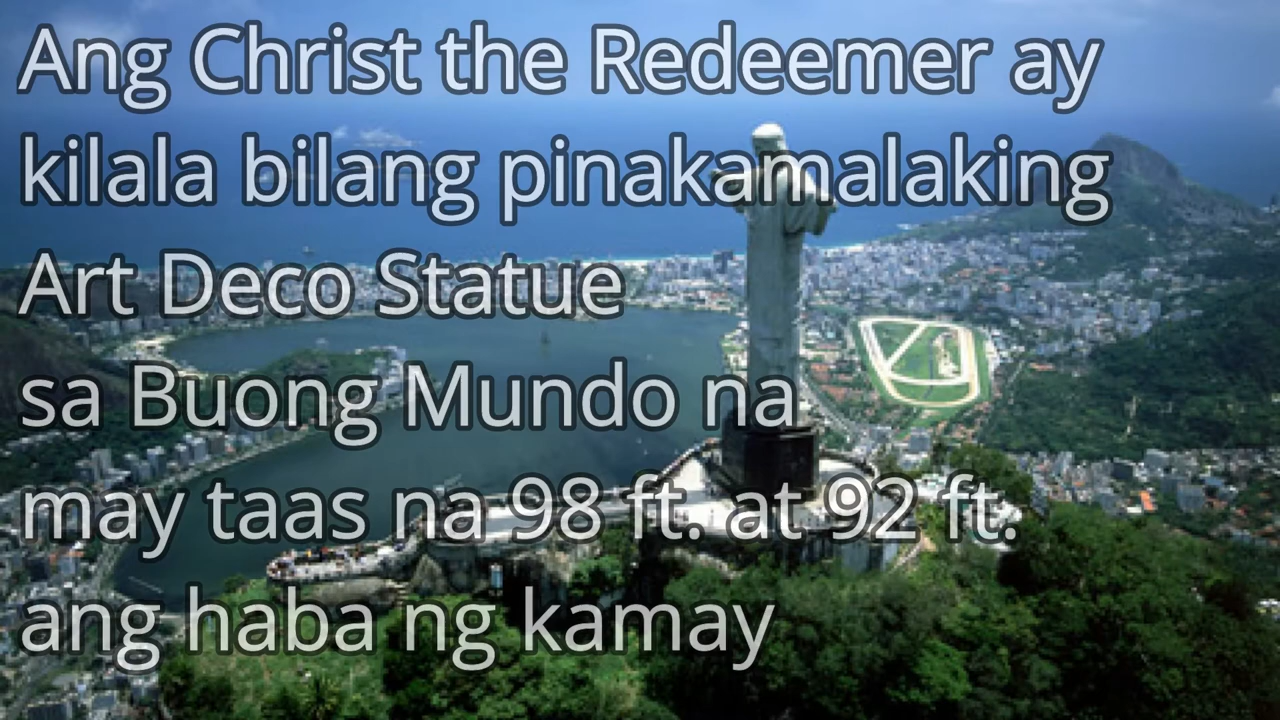 Ang Christ the Redeemer ay
kilala bilang pinakamalaking
Art Deco Statue
sa Buong Mundo na
may taas na 98 ft. at 92 ft.
ang haba ng kamay